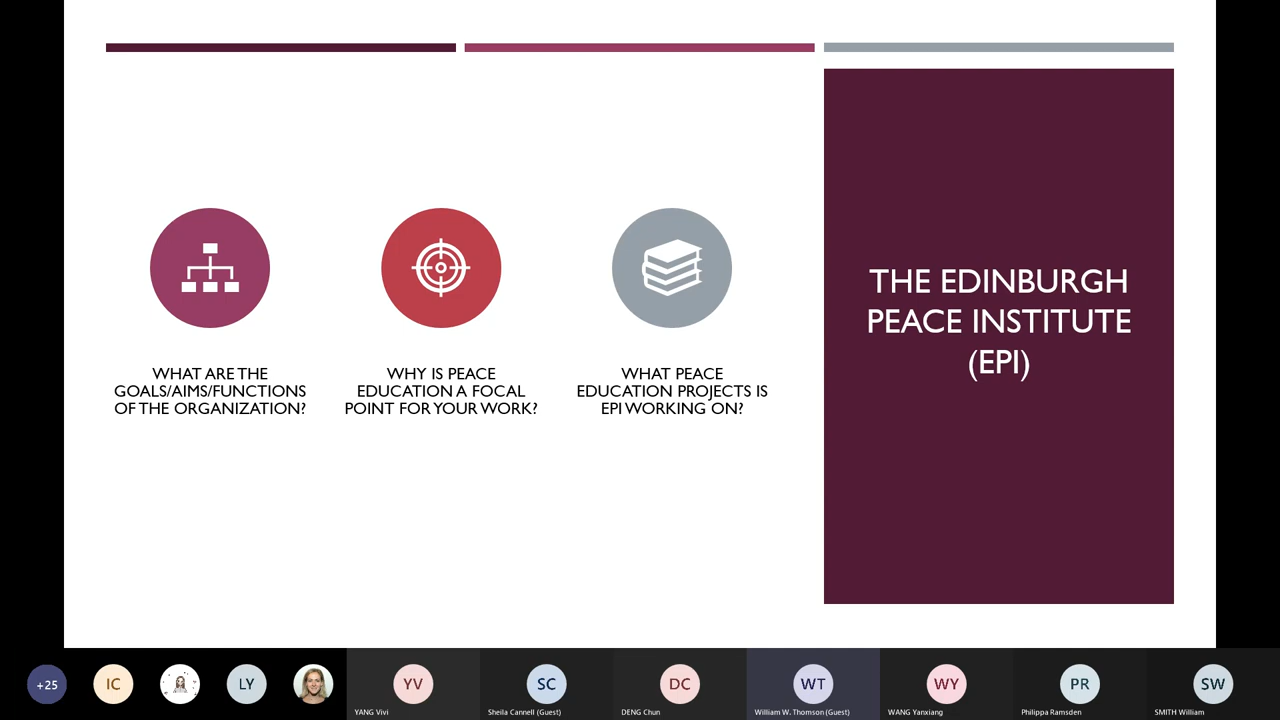 WHAT ARE THE
GOALS/AIMS/FUNCTIONS
OF THE ORGANIZATION?
WHY IS PEACE
EDUCATION A FOCAL
POINT FOR YOUR WORK?
WHAT PEACE
EDUCATION PROJECTS IS
EPI WORKING ON?
THE EDINBURGH
PEACE INSTITUTE
(EPI)
+25
IC
LY
YV
YANG Vivi
SC
Sheila Cannell (Guest)
DC
DENG Chun
WT
William W. Thomson (Guest)
WY
WANG Yanxiang
PR
Philippa Ramsden
SW
SMITH William